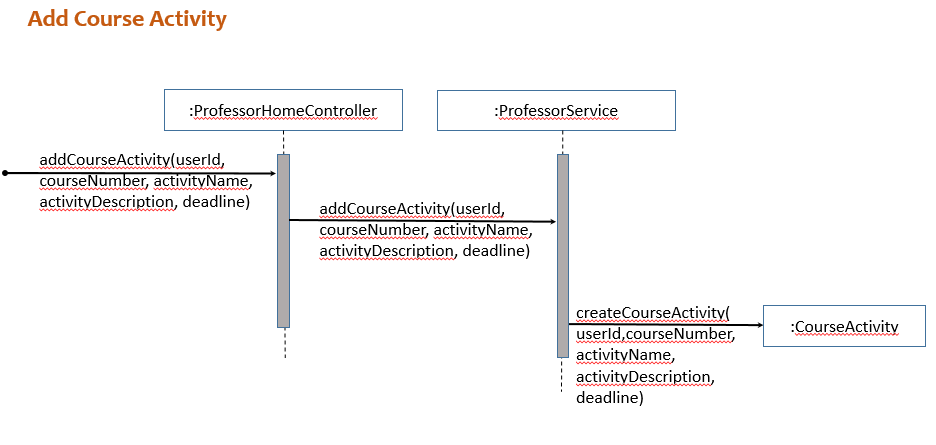 Add Course Activity
:ProfessorHomeController
:ProfessorService
addCourseActivity(userId,
courseNumber, activityName,
activityDescription, deadline)
addCourseActivity(userId,
courseNumber, activityName,
activityDescription, deadline)
createCourseActivity(
userId,courseNumber,
activityName,
activityDescription,
deadline)
:CourseActivity